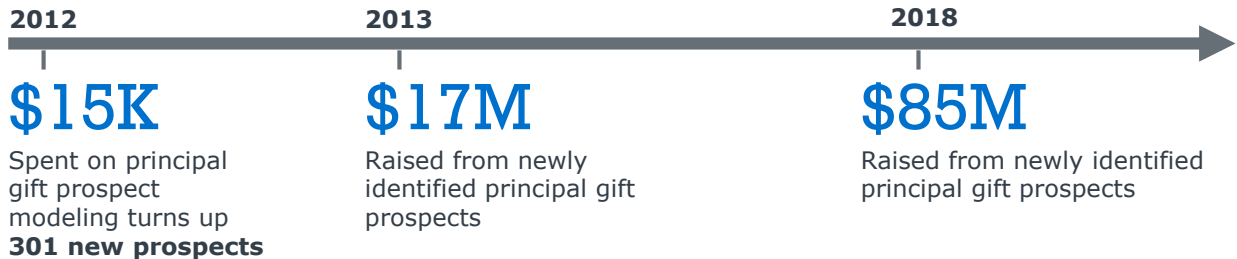 2012
2013
2018
$15K
$17M
$85M
Spent on principal
gift prospect
modeling turns up
301 new prospects
Raised from newly
identified principal gift
prospects
Raised from newly identified
principal gift prospects